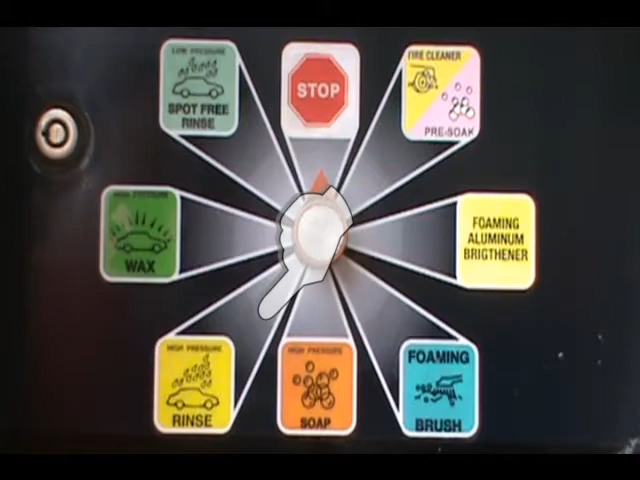 LOW PRESSURE
SPOT FREE
RINSE
STOP
TIRE CLEANER
PRE-SOAK
HIGH PRESSURE
WAX
FOAMING
ALUMINUM
BRIGTHENER
HIGH PRESSURE
RINSE
HIGH PRESSURE
SOAP
FOAMING
BRUSH